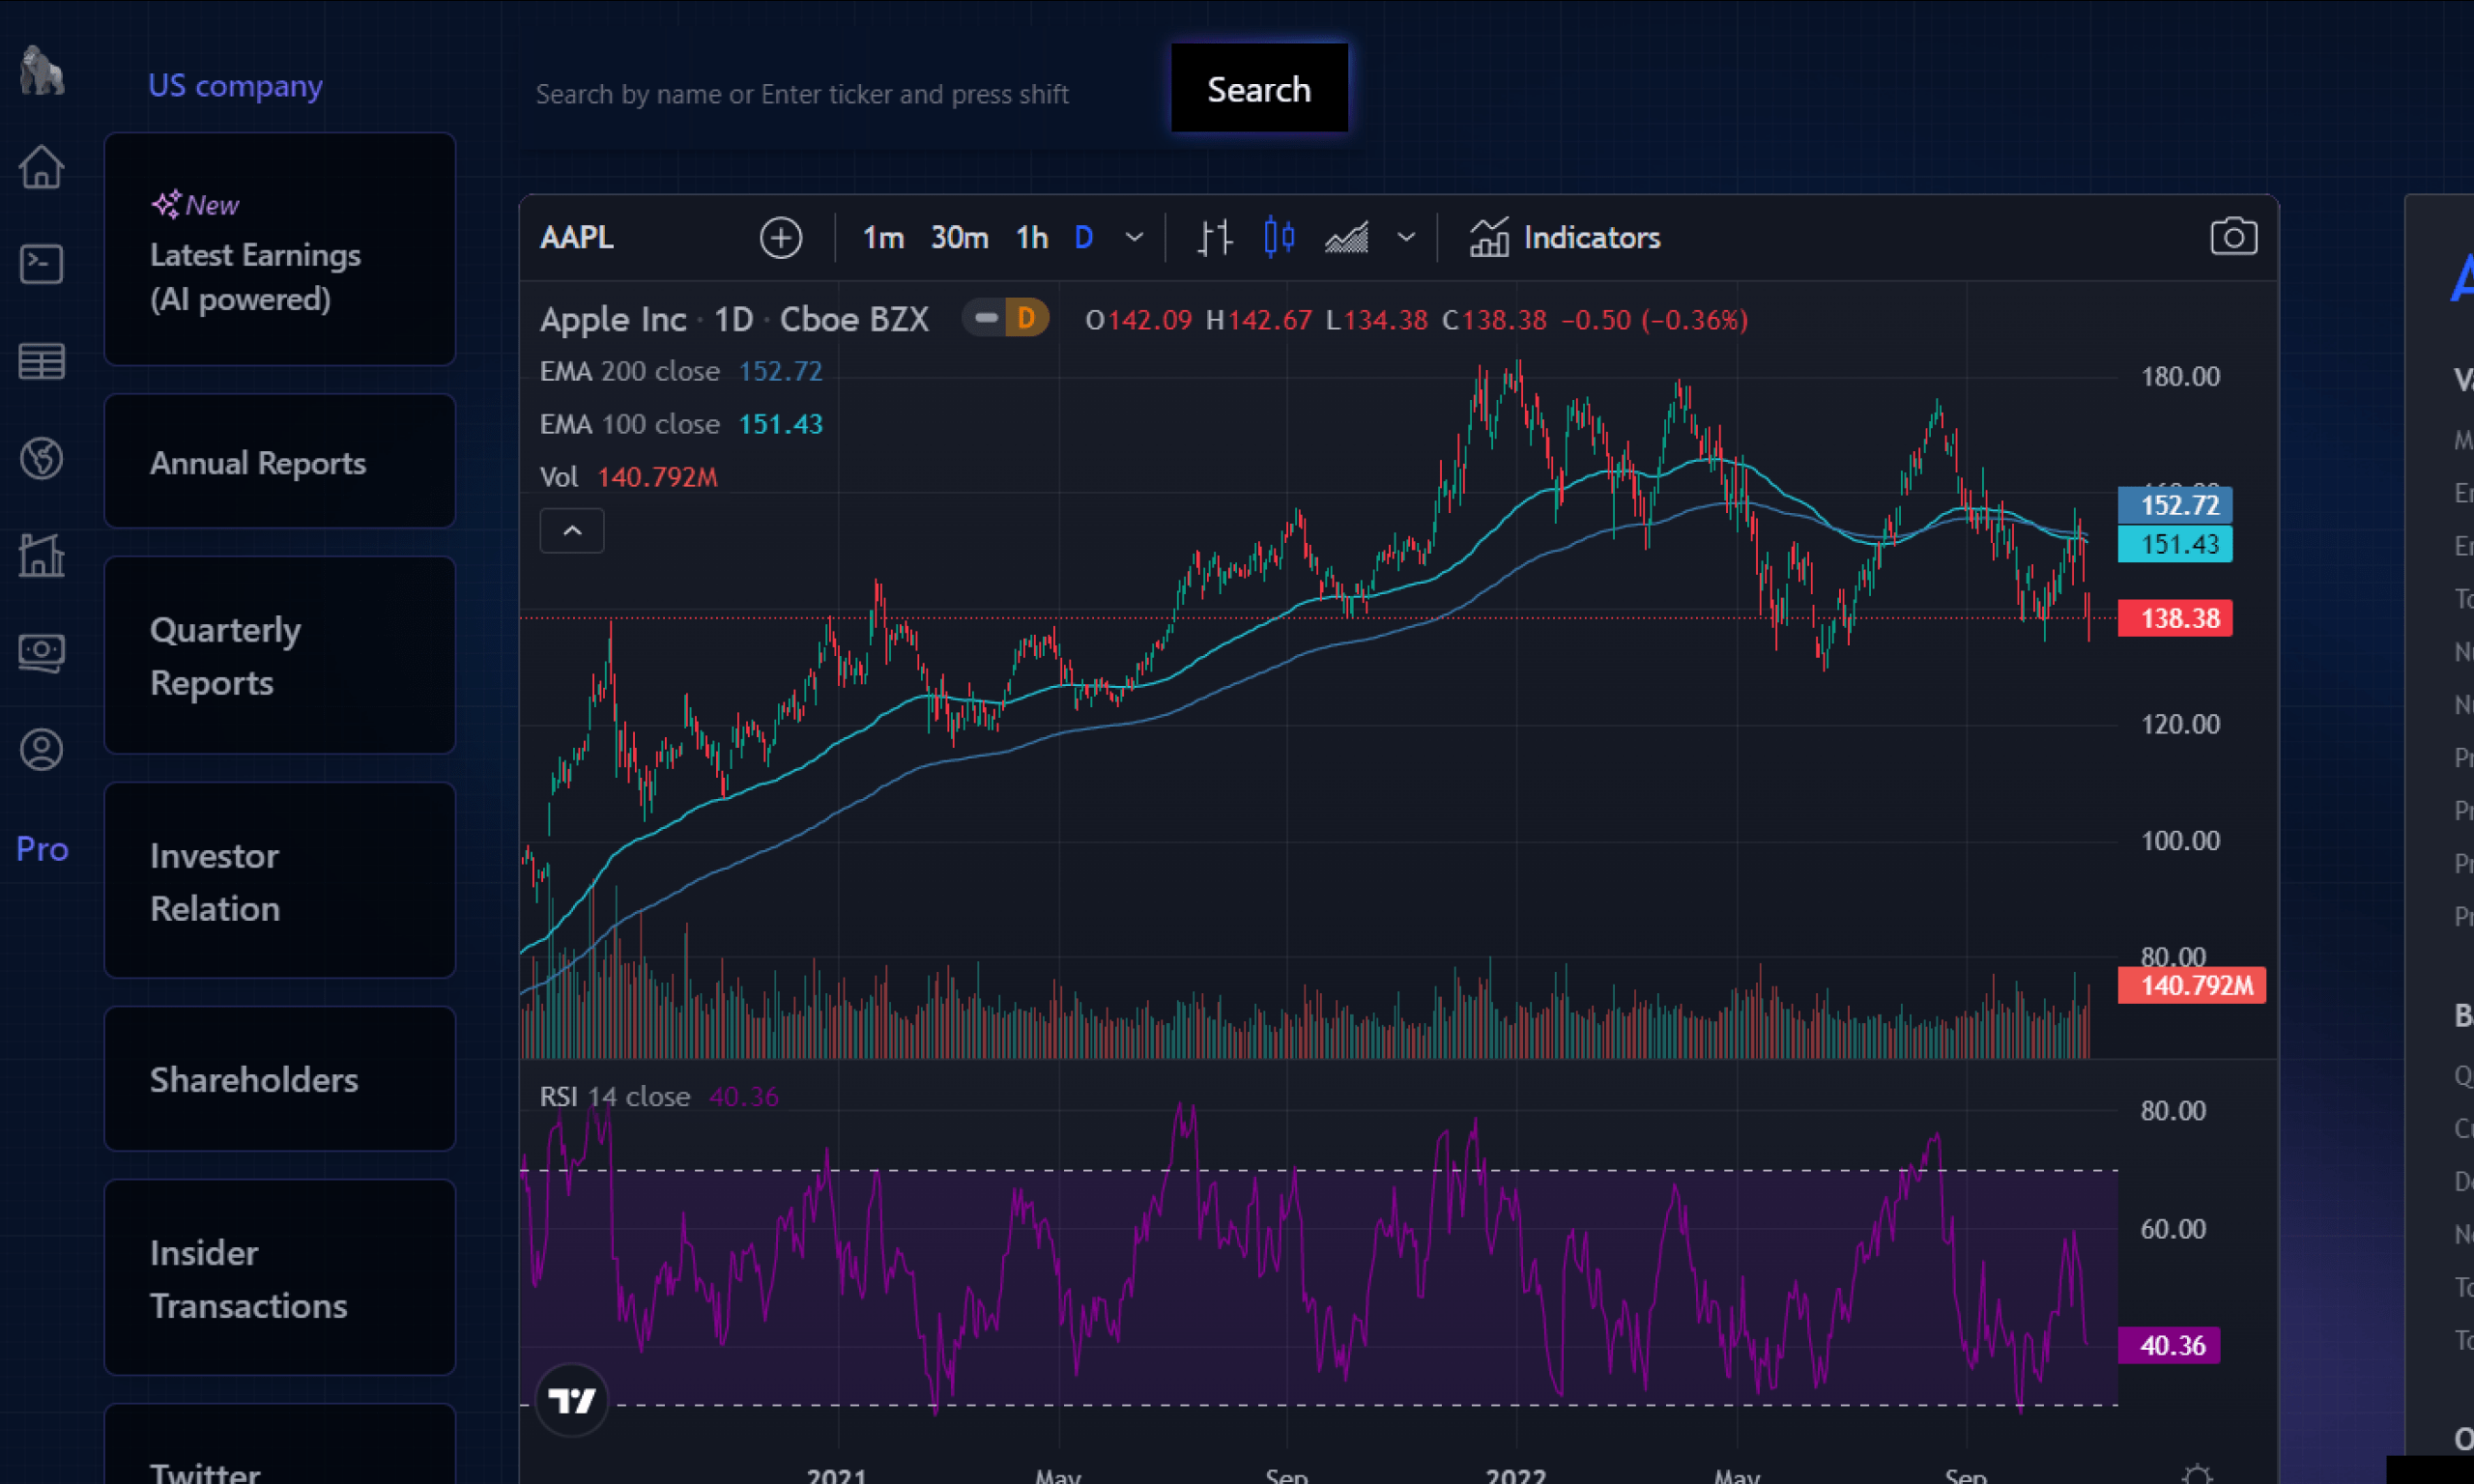 US company
Search by name or Enter ticker and press shift
Search
New
Latest Earnings
(AI powered)
Annual Reports
Quarterly
Reports
Investor
Relation
Pro
Shareholders
Insider
Transactions
Twitter
AAPL
1m 30m 1h D
Indicators
Apple Inc · 1D · Cboe BZX
D
O142.09 H142.67 L134.38 C138.38 −0.50 (−0.36%)
EMA 200 close 152.72
EMA 100 close 151.43
Vol 140.792M
180.00
152.72
151.43
138.38
120.00
100.00
80.00
140.792M
RSI 14 close 40.36
80.00
60.00
40.36
2021 May Sep 2022 May Sep